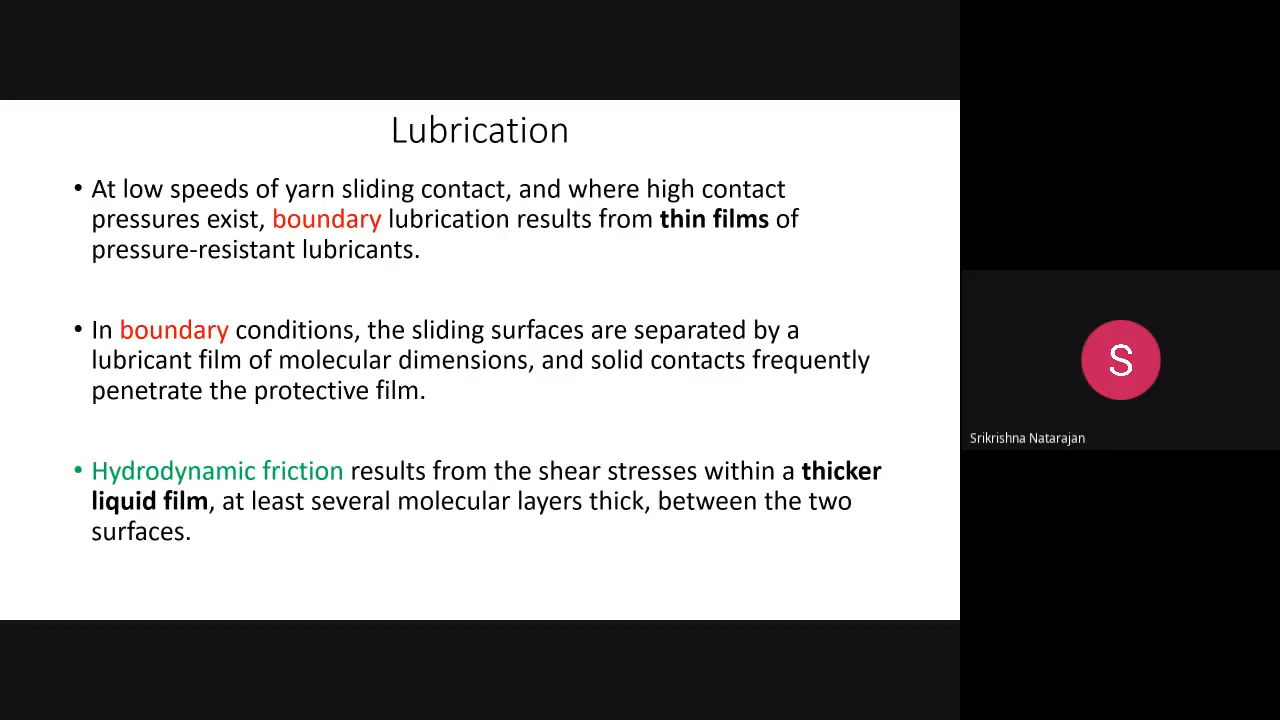 Lubrication
• At low speeds of yarn sliding contact, and where high contact
pressures exist, boundary lubrication results from thin films of
pressure-resistant lubricants.
• In boundary conditions, the sliding surfaces are separated by a
lubricant film of molecular dimensions, and solid contacts frequently
penetrate the protective film.
• Hydrodynamic friction results from the shear stresses within a thicker
liquid film, at least several molecular layers thick, between the two
surfaces.
S
Srikrishna Natarajan